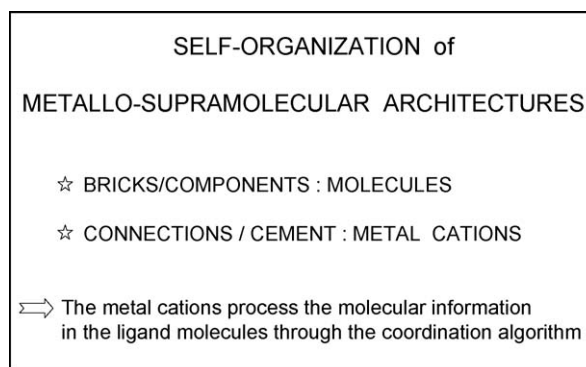 SELF-ORGANIZATION of
METALLO-SUPRAMOLECULAR ARCHITECTURES
☆ BRICKS/COMPONENTS : MOLECULES
☆ CONNECTIONS / CEMENT : METAL CATIONS
⇨ The metal cations process the molecular information
in the ligand molecules through the coordination algorithm